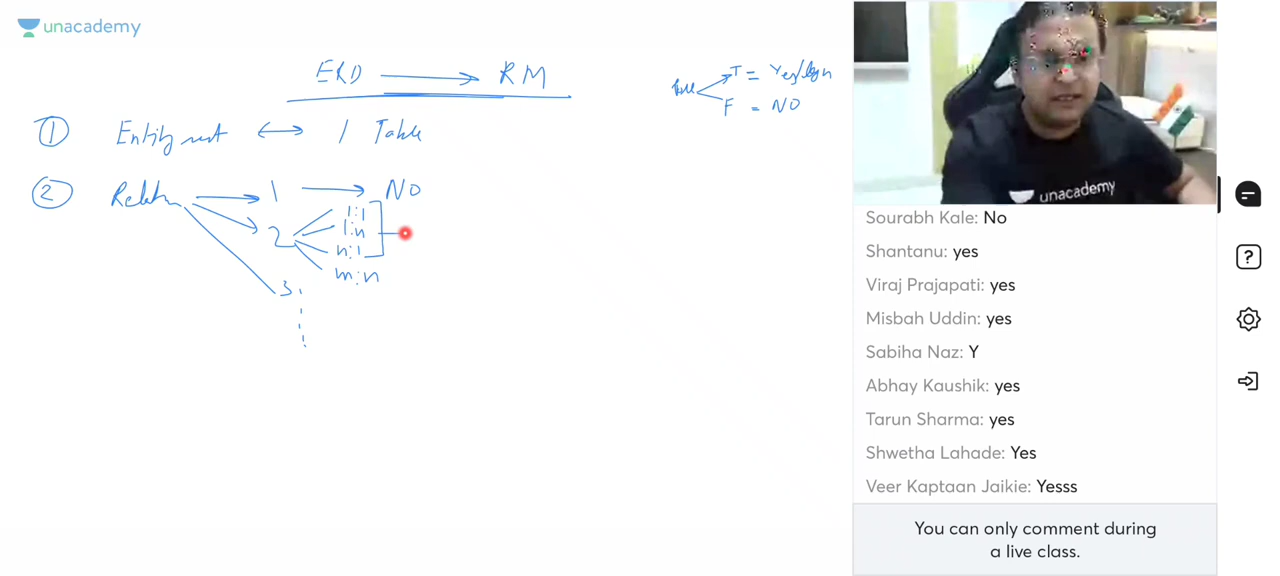 unacademy
ERD → RM
T = Yes/
F = NO
① Entity set ↔ 1 Table
② Relatn → 1 → NO
2
1:1
1:n
n:1
m:n
3
unacademy
Sourabh Kale: No
Shantanu: yes
Viraj Prajapati: yes
Misbah Uddin: yes
Sabiha Naz: Y
Abhay Kaushik: yes
Tarun Sharma: yes
Shwetha Lahade: Yes
Veer Kaptaan Jaikie: Yesss
You can only comment during
a live class.